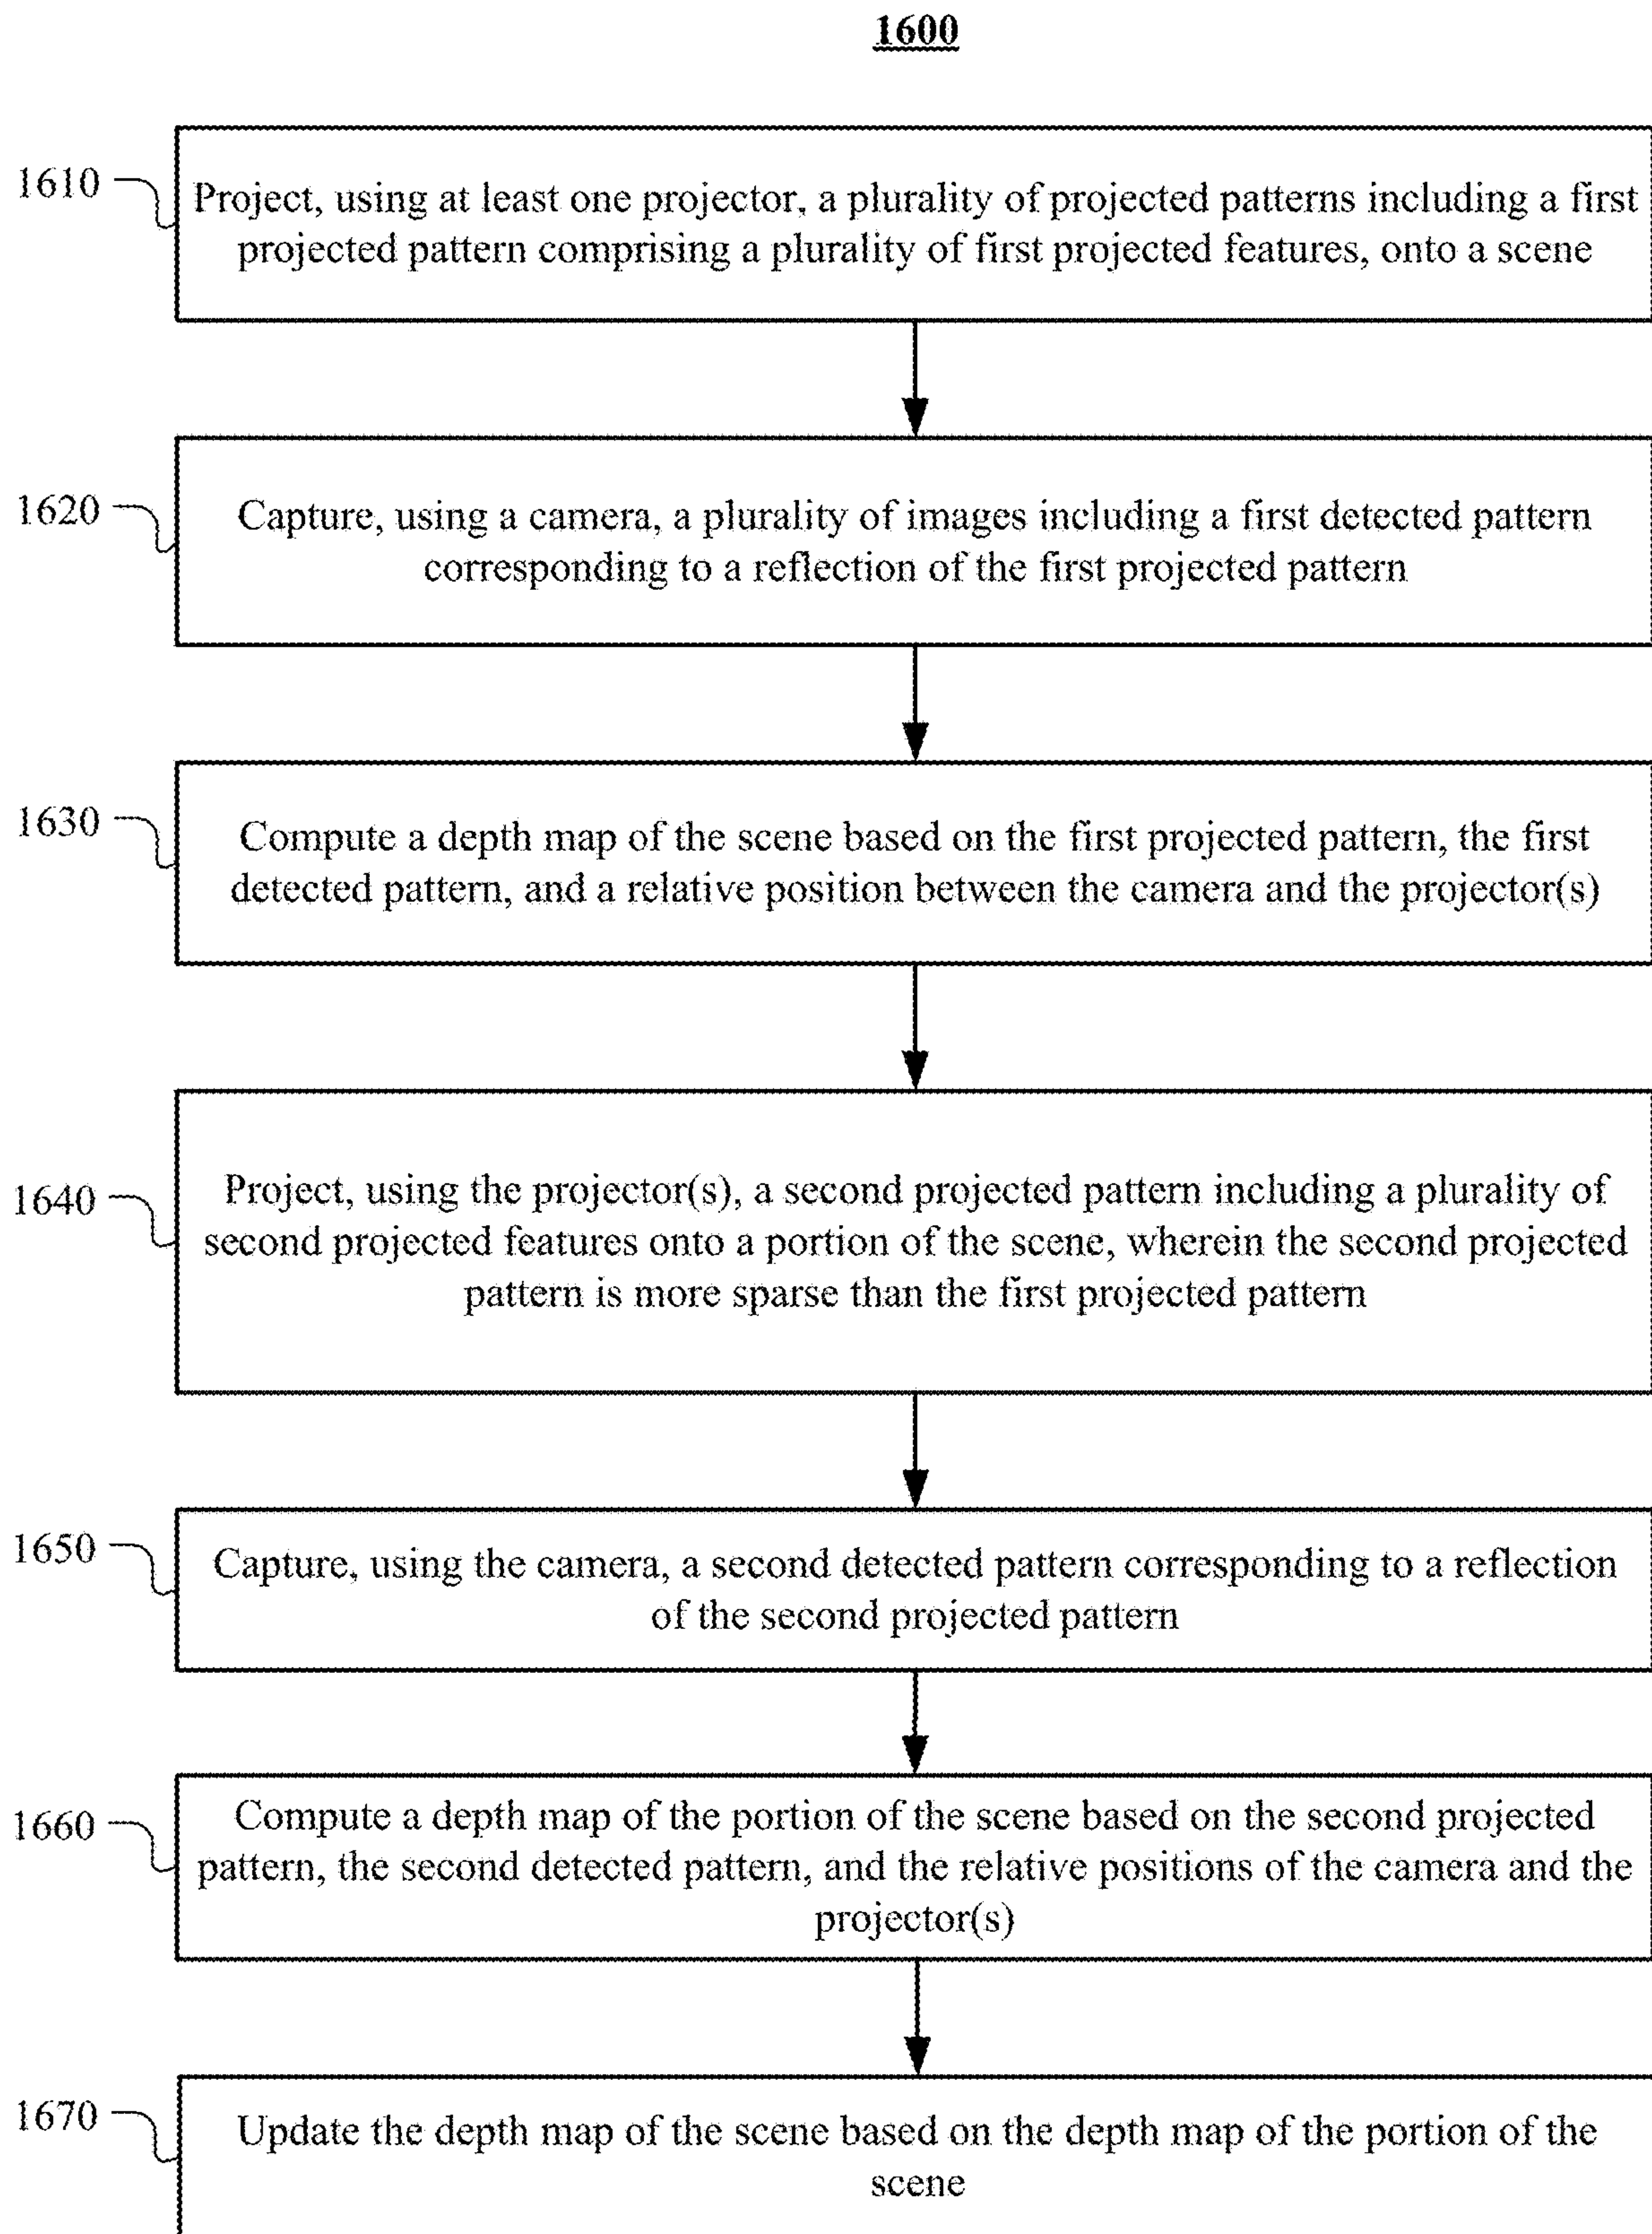 1600
1610
Project, using at least one projector, a plurality of projected patterns including a first
projected pattern comprising a plurality of first projected features, onto a scene
1620
Capture, using a camera, a plurality of images including a first detected pattern
corresponding to a reflection of the first projected pattern
1630
Compute a depth map of the scene based on the first projected pattern, the first
detected pattern, and a relative position between the camera and the projector(s)
1640
Project, using the projector(s), a second projected pattern including a plurality of
second projected features onto a portion of the scene, wherein the second projected
pattern is more sparse than the first projected pattern
1650
Capture, using the camera, a second detected pattern corresponding to a reflection
of the second projected pattern
1660
Compute a depth map of the portion of the scene based on the second projected
pattern, the second detected pattern, and the relative positions of the camera and the
projector(s)
1670
Update the depth map of the scene based on the depth map of the portion of the
scene